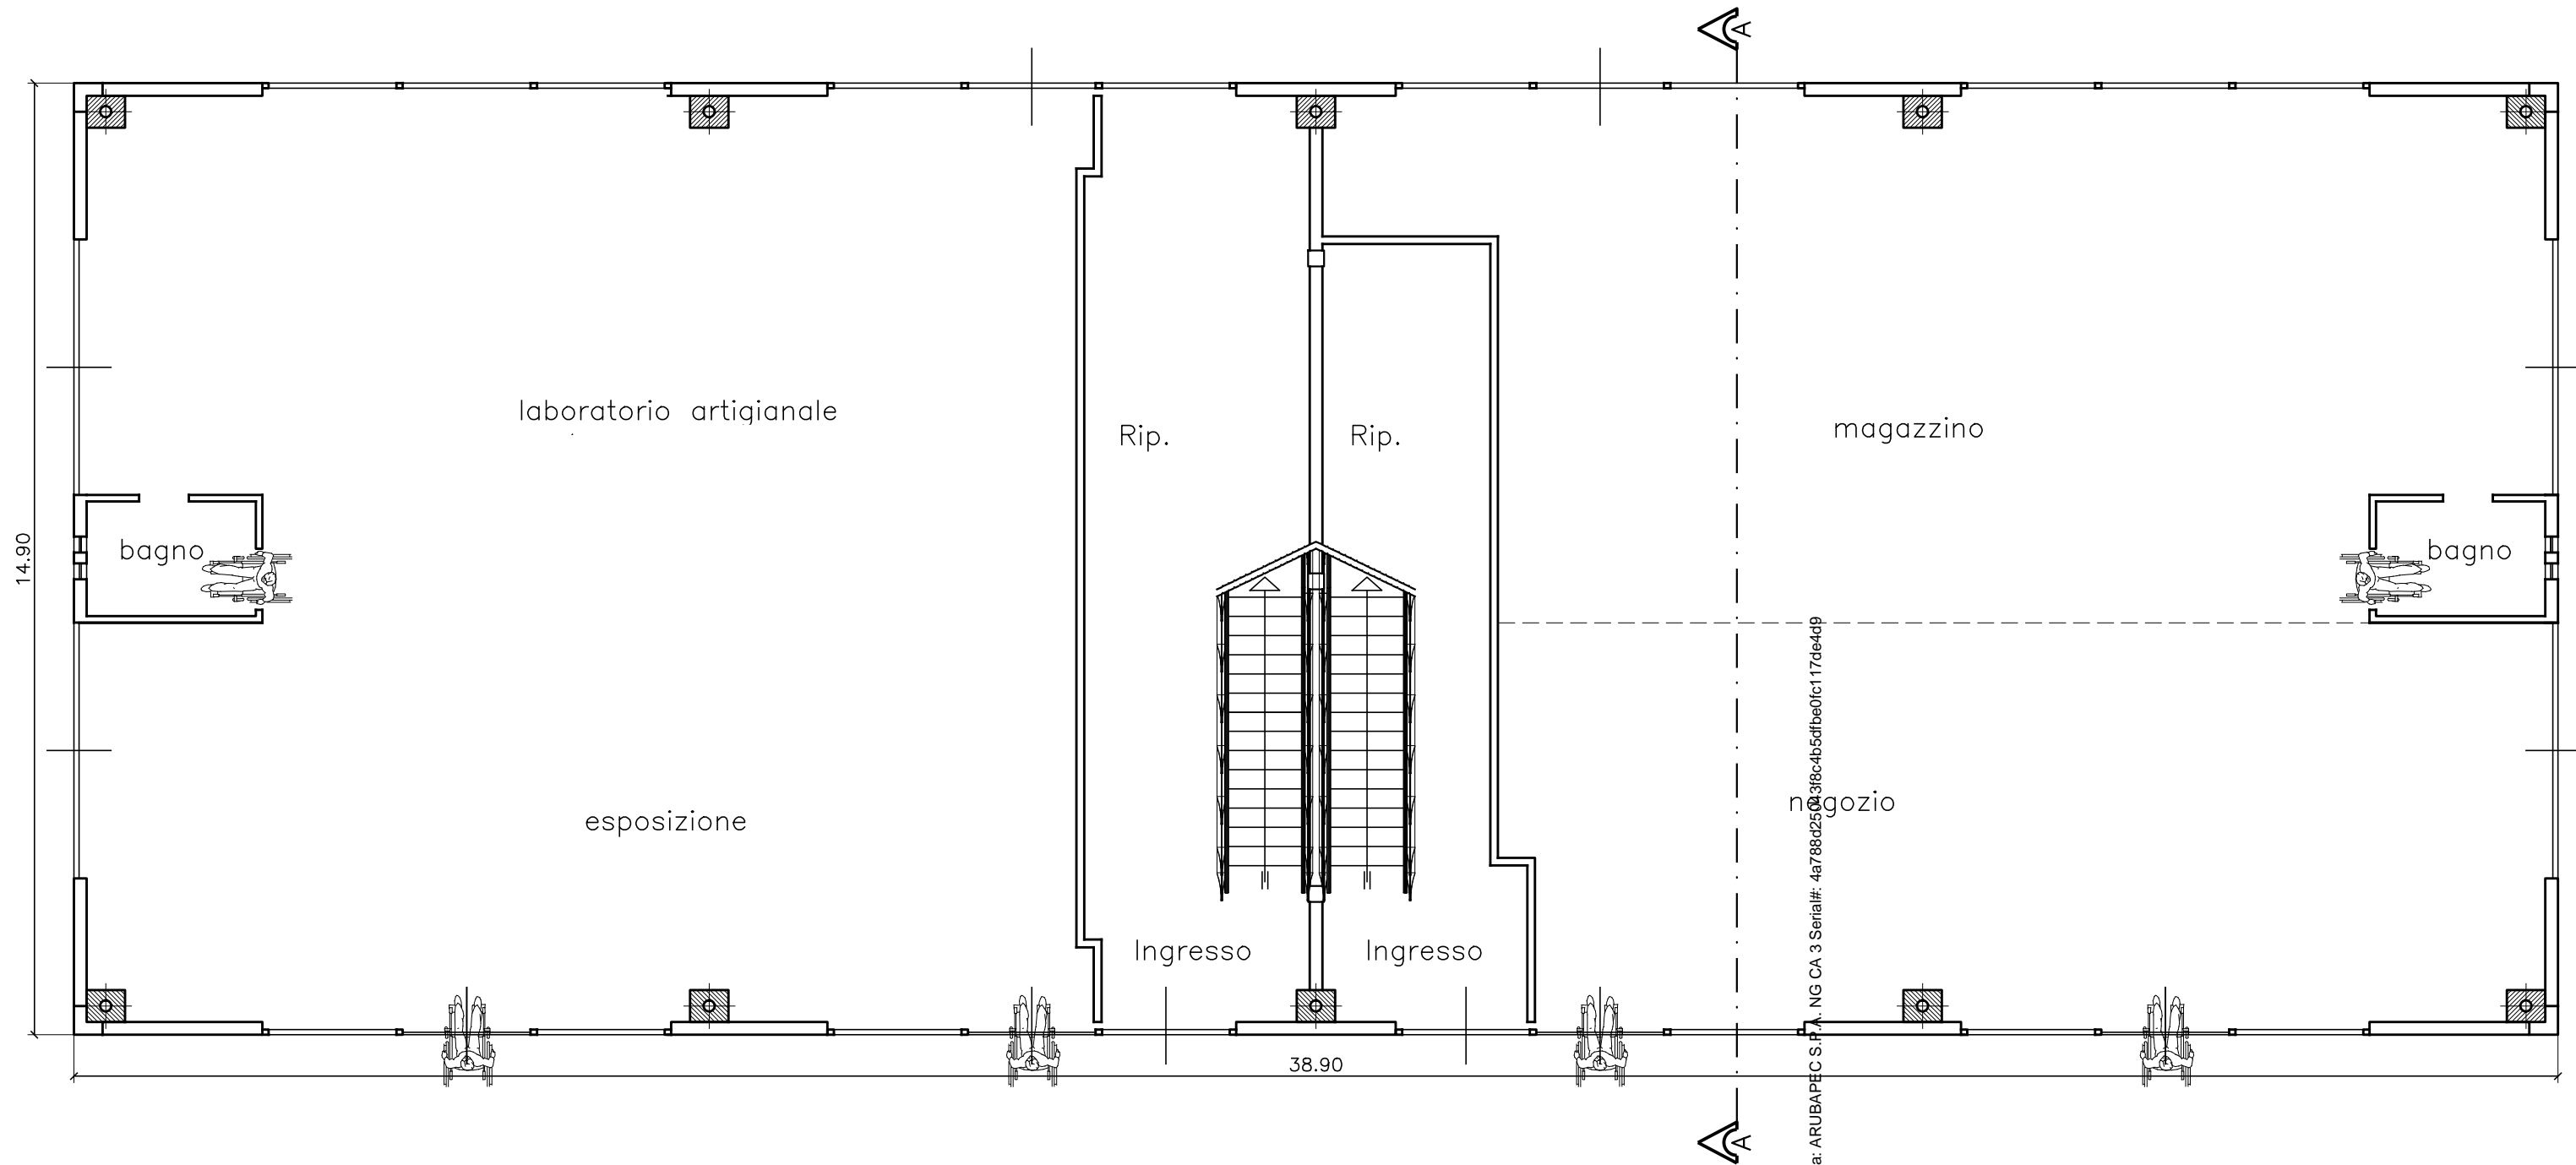 A
laboratorio artigianale
Rip.
Rip.
magazzino
14.90
bagno
bagno
esposizione
negozio
Ingresso
Ingresso
38.90
A
a: ARUBAPEC S.P.A. NG CA 3 Serial#: 4a788d25043f8c4b5dfbe0fc117de4d9